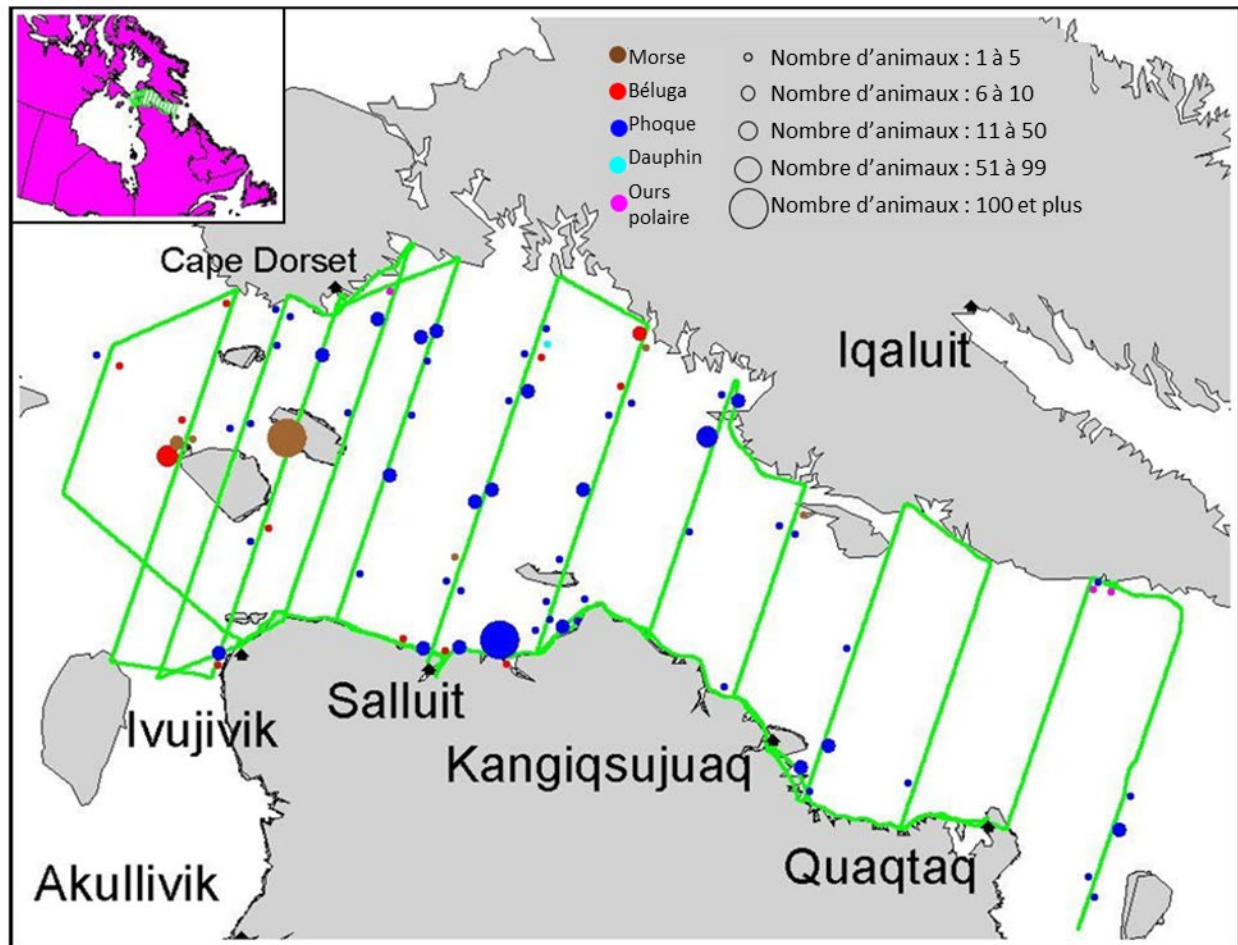 Morse
Béluga
Phoque
Dauphin
Ours
polaire
Nombre d'animaux : 1 à 5
Nombre d'animaux : 6 à 10
Nombre d'animaux : 11 à 50
Nombre d'animaux : 51 à 99
Nombre d'animaux : 100 et plus
Cape Dorset
Iqaluit
Ivujivik
Salluit
Kangiqsujuaq
Quaqtaq
Akullivik